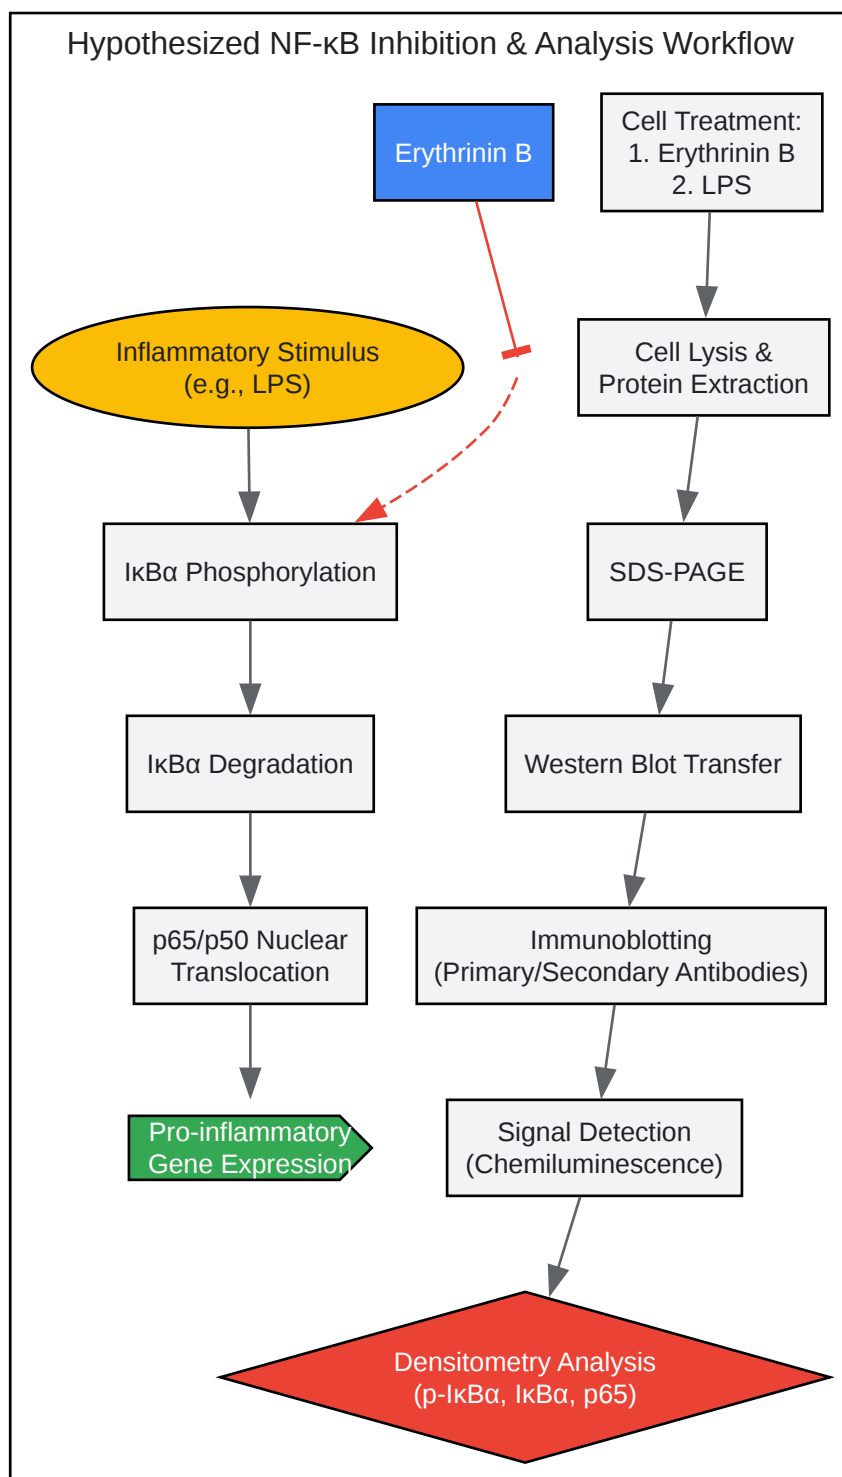 Hypothesized NF-κB Inhibition & Analysis Workflow
Erythrinin B
Cell Treatment:
1. Erythrinin B
2. LPS
Inflammatory Stimulus
(e.g., LPS)
Cell Lysis &
Protein Extraction
IκBα Phosphorylation
SDS-PAGE
IκBα Degradation
Western Blot Transfer
p65/p50 Nuclear
Translocation
Immunoblotting
(Primary/Secondary Antibodies)
Pro-inflammatory
Gene Expression
Signal Detection
(Chemiluminescence)
Densitometry Analysis
(p-IκBα, IκBα, p65)